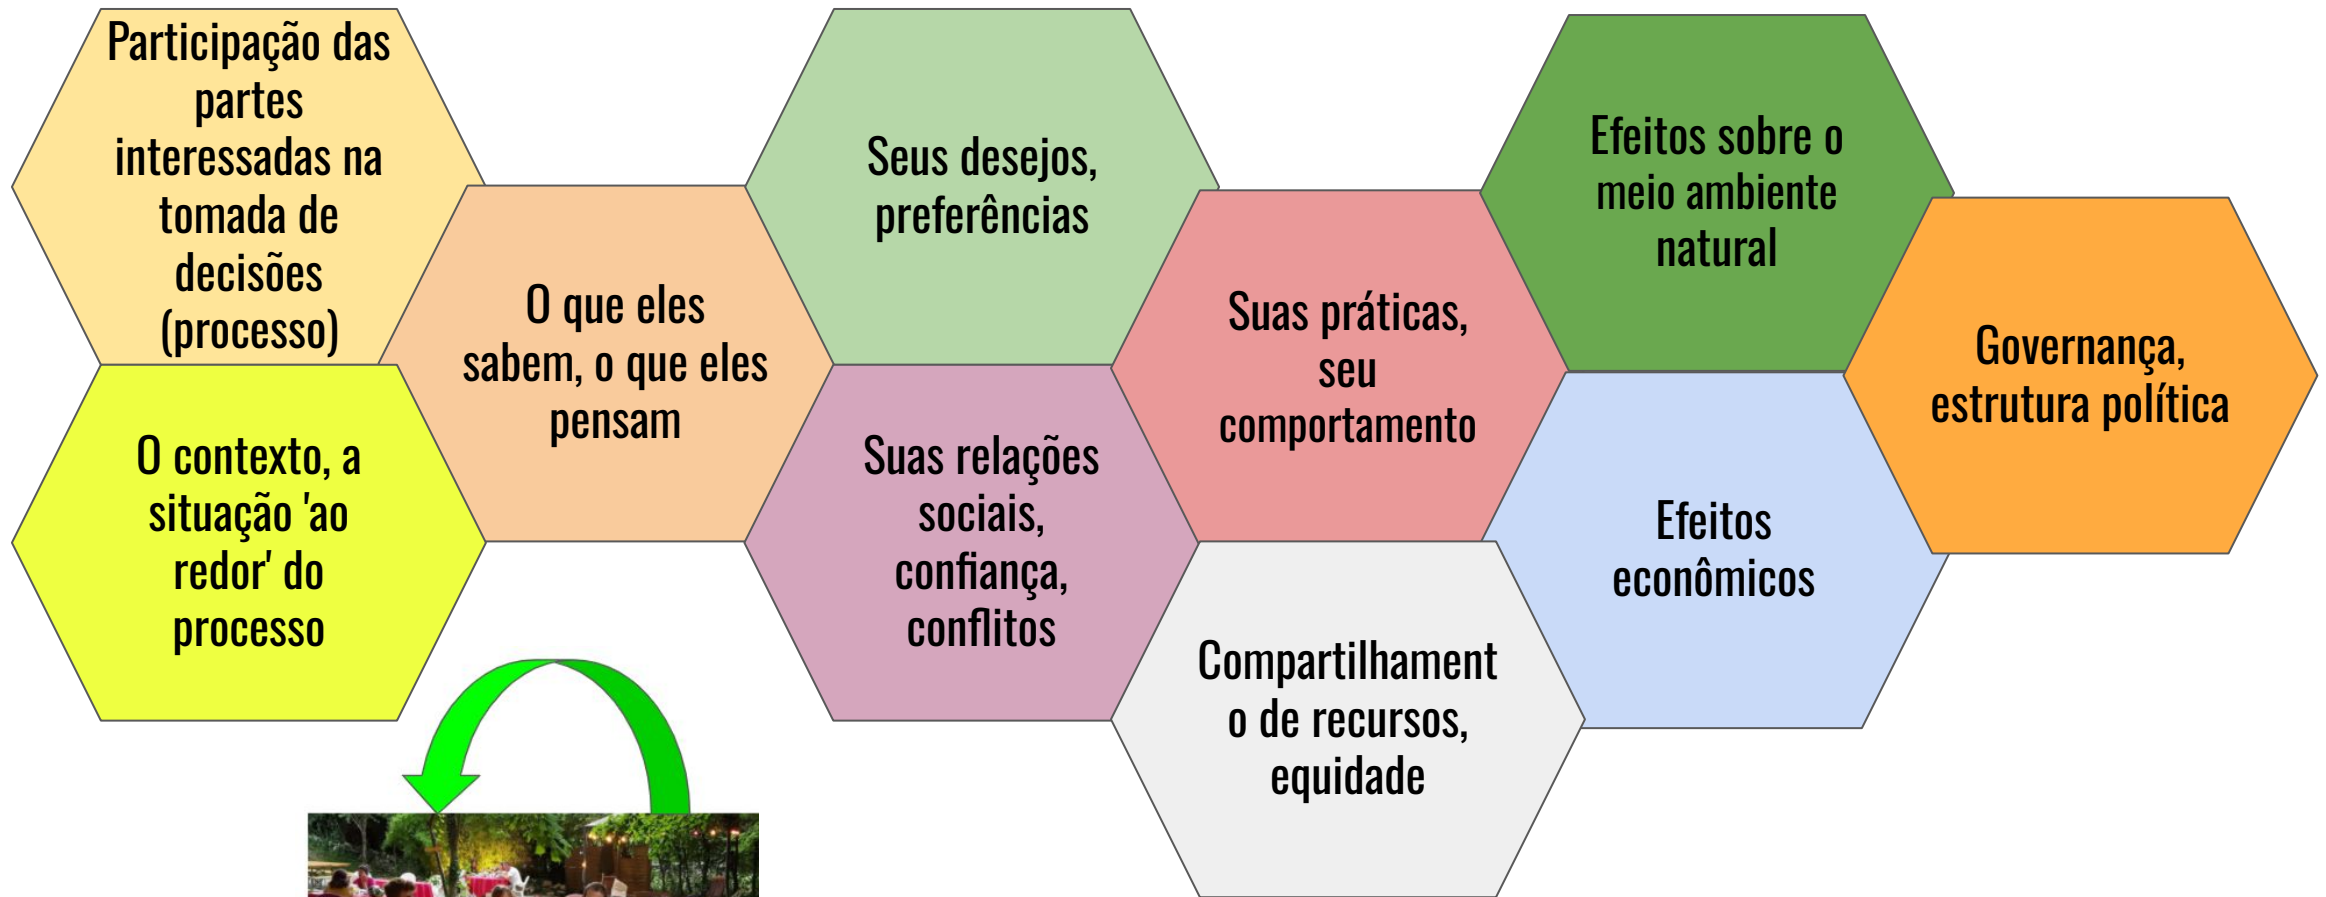 Participação das
partes
interessadas na
tomada de
decisões
(processo)
O contexto, a
situação 'ao
redor' do
processo
O que eles
sabem, o que eles
pensam
Seus desejos,
preferências
Suas relações
sociais,
confiança,
conflitos
Suas práticas,
seu
comportamento
Compartilhament
o de recursos,
equidade
Efeitos sobre o
meio ambiente
natural
Efeitos
econômicos
Governança,
estrutura política